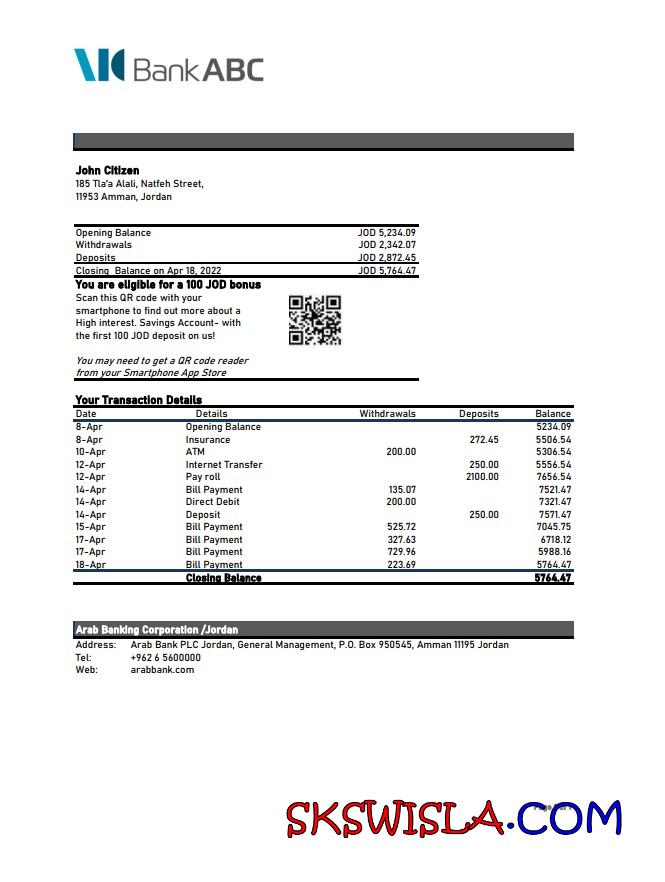 Bank ABC
John Citizen
185 Tla'a Alali, Natfeh Street,
11953 Amman, Jordan
Opening Balance JOD 5,234.09
Withdrawals JOD 2,342.07
Deposits JOD 2,872.45
Closing Balance on Apr 18, 2022 JOD 5,764.47
You are eligible for a 100 JOD bonus
Scan this QR code with your
smartphone to find out more about a
High interest. Savings Account- with
the first 100 JOD deposit on us!
You may need to get a QR code reader
from your Smartphone App Store
Your Transaction Details
Date Details Withdrawals Deposits Balance
8-Apr Opening Balance 5234.09
8-Apr Insurance 272.45 5506.54
10-Apr ATM 200.00 5306.54
12-Apr Internet Transfer 250.00 5556.54
12-Apr Pay roll 2100.00 7656.54
14-Apr Bill Payment 135.07 7521.47
14-Apr Direct Debit 200.00 7321.47
14-Apr Deposit 250.00 7571.47
15-Apr Bill Payment 525.72 7045.75
17-Apr Bill Payment 327.63 6718.12
17-Apr Bill Payment 729.96 5988.16
18-Apr Bill Payment 223.69 5764.47
Closing Balance 5764.47
Arab Banking Corporation /Jordan
Address: Arab Bank PLC Jordan, General Management, P.O. Box 950545, Amman 11195 Jordan
Tel: +962 6 5600000
Web: arabbank.com
SKSWISLA.COM